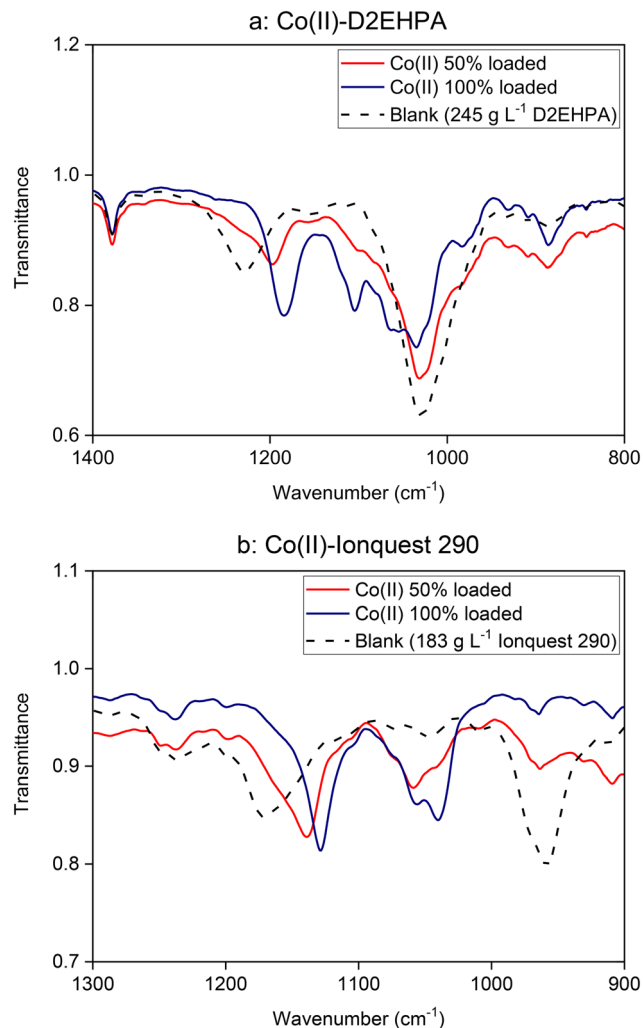 a: Co(II)-D2EHPA
1.2
Co(II) 50% loaded
Co(II) 100% loaded
Blank (245 g L⁻¹ D2EHPA)
1.0
Transmittance
0.8
0.6
1400 1200 1000 800
Wavenumber (cm⁻¹)
b: Co(II)-Ionquest 290
1.1
Co(II) 50% loaded
Co(II) 100% loaded
Blank (183 g L⁻¹ Ionquest 290)
1.0
Transmittance
0.9
0.8
0.7
1300 1200 1100 1000 900
Wavenumber (cm⁻¹)